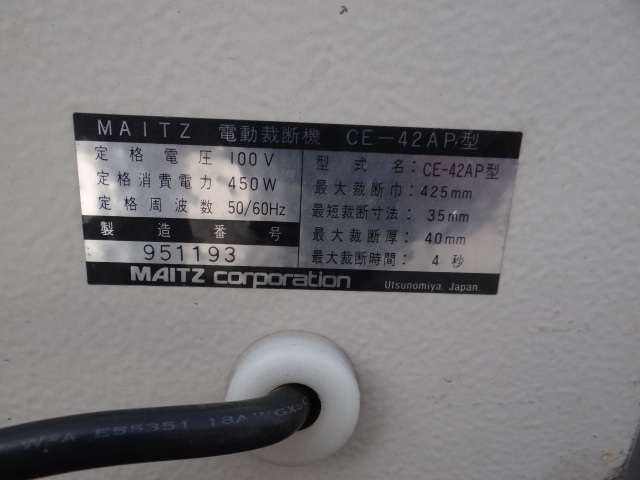 MAITZ 電動裁断機 CE-42AP型
定格電圧 100V
定格消費電力 450W
定格周波数 50/60Hz
製造番号
951193
型式名: CE-42AP型
最大裁断巾: 425mm
最短裁断寸法: 35mm
最大裁断厚: 40mm
最大裁断時間: 4秒
MAITZ corporation
Utsunomiya, Japan.
E55351 18AWG